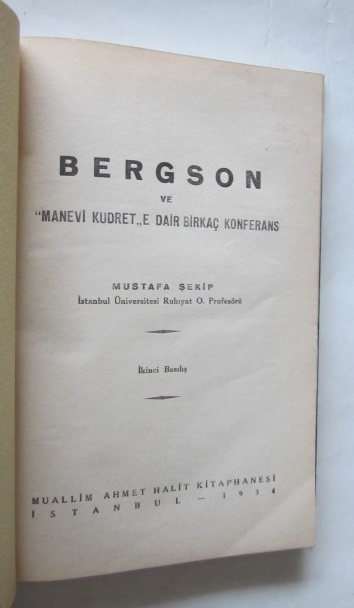 BERGSON
VE
"MANEVİ KUDRET„E DAİR BİRKAÇ KONFERANS
MUSTAFA ŞEKİP
İstanbul Üniversitesi Ruhıyat O. Profesörü
İkinci Basılış
MUALLİM AHMET HALİT KİTAPHANESİ
İSTANBUL — 1934